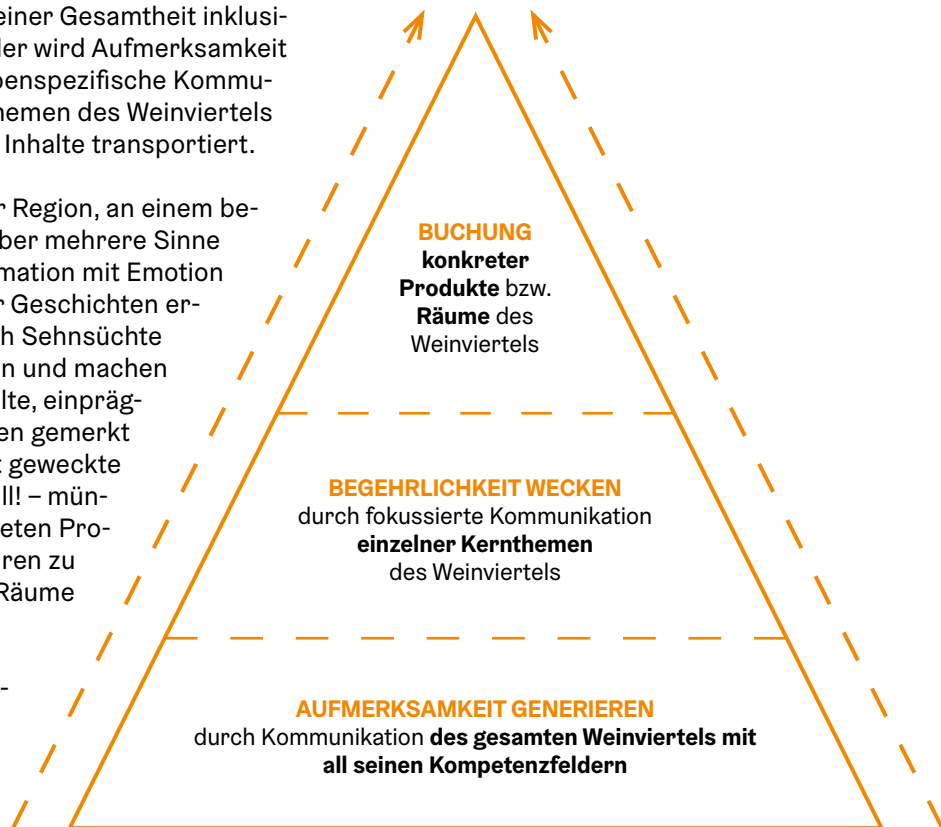 einer Gesamtheit inklusi-
wird Aufmerksamkeit
spezifische Kommu-
hemen des Weinviertels
Inhalte transportiert.
Region, an einem be-
ber mehrere Sinne
mation mit Emotion
Geschichten er-
h Sehnsüchte
n und machen
lte, einpräg-
en gemerkt
geweckte
ll! – mün-
eten Pro-
ren zu
Räume
-
BUCHUNG
konkreter
Produkte bzw.
Räume des
Weinviertels
BEGEHRLICHKEIT WECKEN
durch fokussierte Kommunikation
einzelner Kernthemen
des Weinviertels
AUFMERKSAMKEIT GENERIEREN
durch Kommunikation des gesamten Weinviertels mit
all seinen Kompetenzfeldern